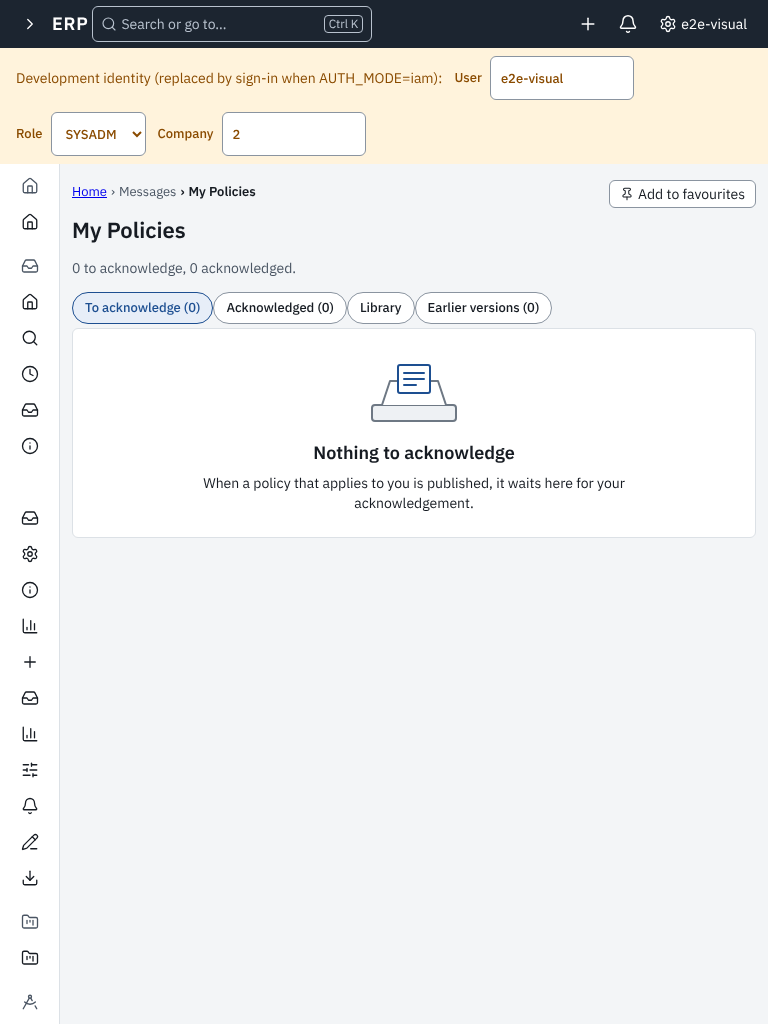 ERP
Search or go to...
Ctrl K
e2e-visual
Development identity (replaced by sign-in when AUTH_MODE=iam):
User
e2e-visual
Role
SYSADM
Company
2
Home › Messages › My Policies
Add to favourites
My Policies
0 to acknowledge, 0 acknowledged.
To acknowledge (0)
Acknowledged (0)
Library
Earlier versions (0)
Nothing to acknowledge
When a policy that applies to you is published, it waits here for your
acknowledgement.